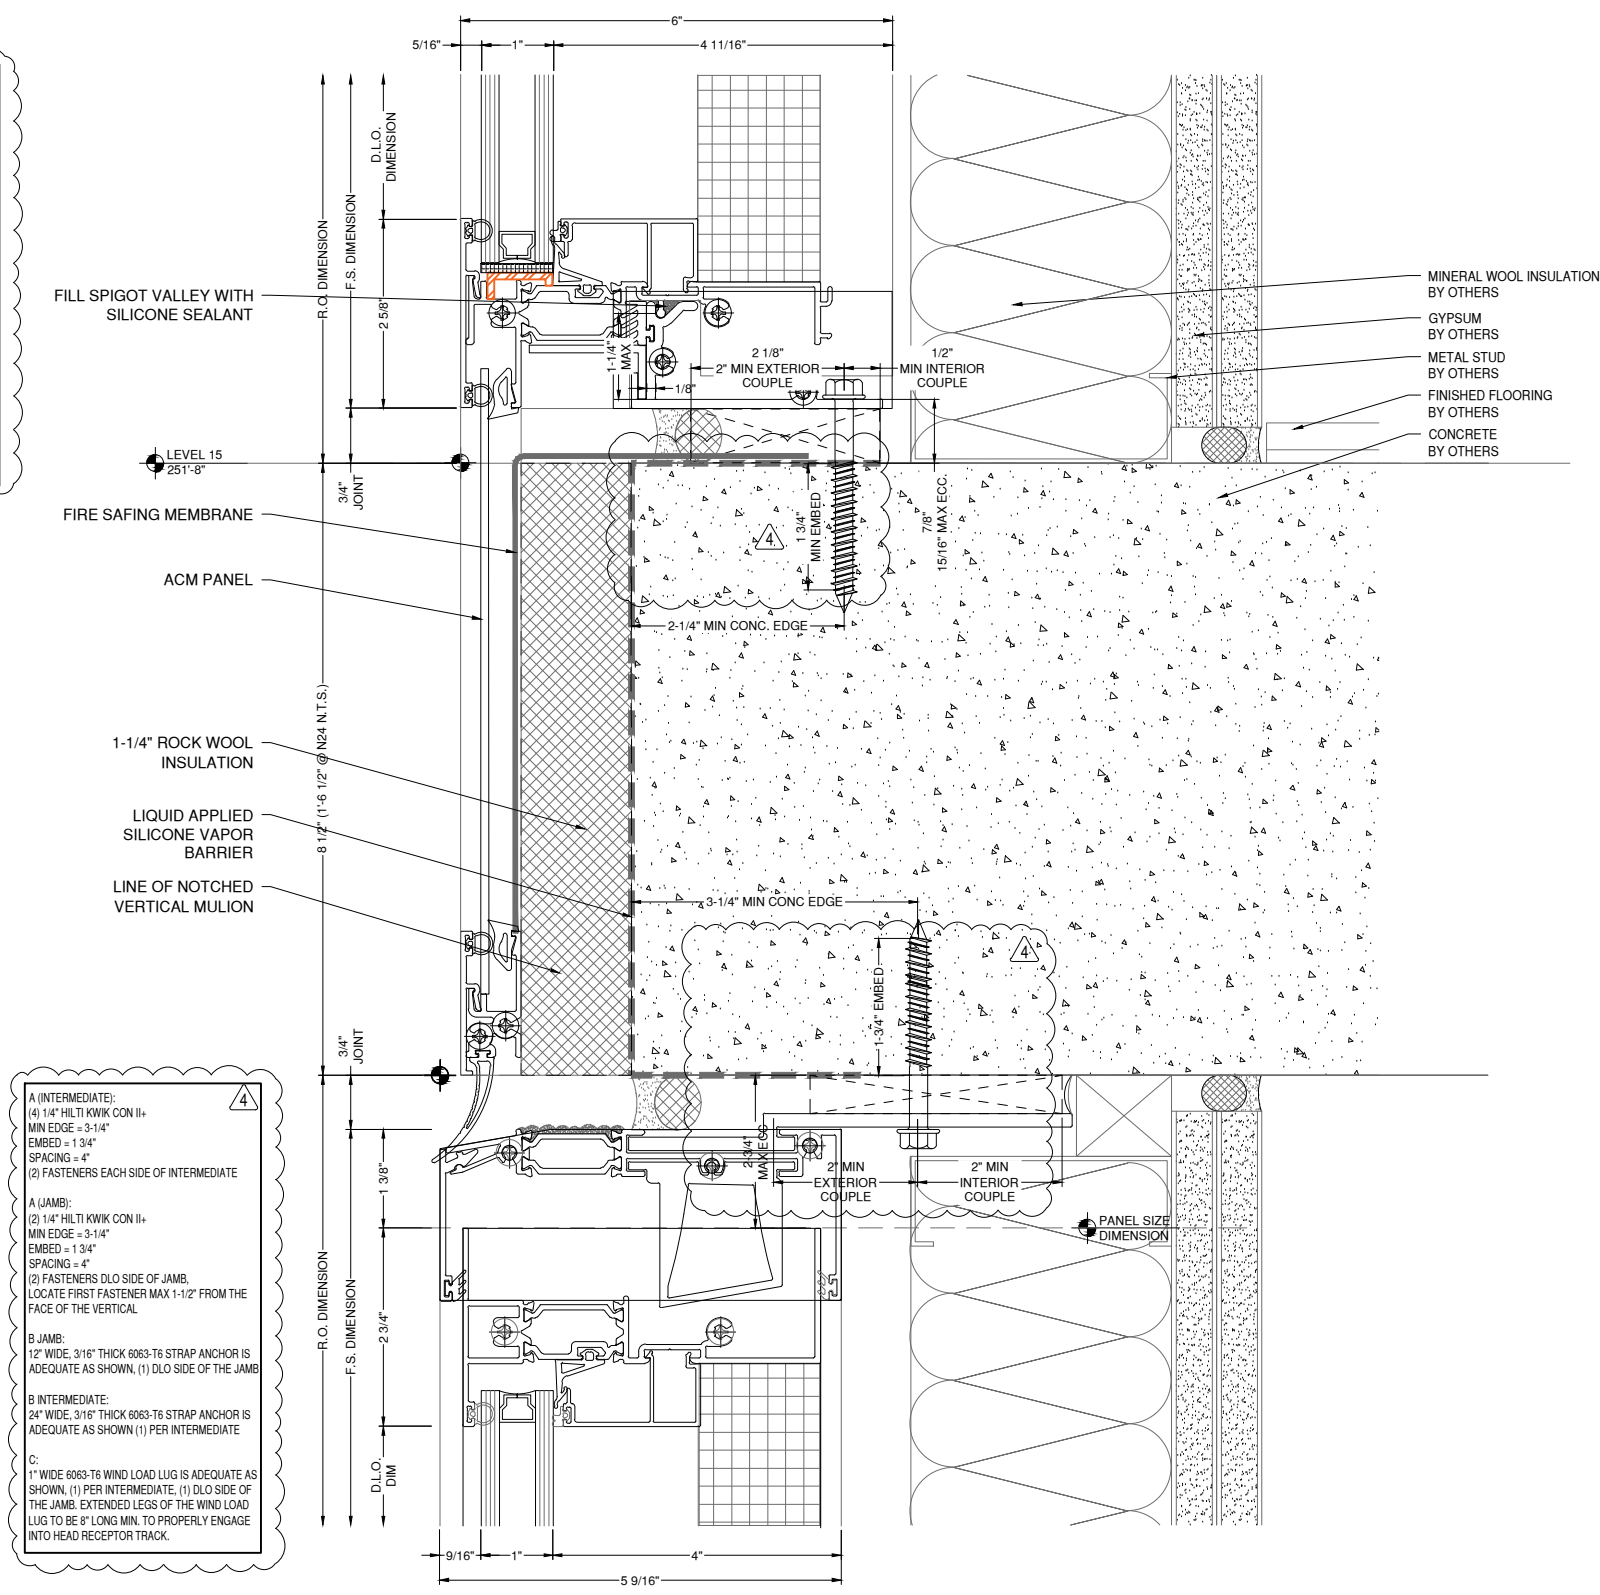 6"
5/16"
1"
4 11/16"
R.O. DIMENSION
F.S. DIMENSION
D.L.O.
DIMENSION
2 5/8"
FILL SPIGOT VALLEY WITH
SILICONE SEALANT
1-1/4"
MAX
1/8"
2 1/8"
2" MIN EXTERIOR
COUPLE
1/2"
MIN INTERIOR
COUPLE
MINERAL WOOL INSULATION
BY OTHERS
GYPSUM
BY OTHERS
METAL STUD
BY OTHERS
FINISHED FLOORING
BY OTHERS
CONCRETE
BY OTHERS
LEVEL 15
251'-8"
3/4"
JOINT
FIRE SAFING MEMBRANE
ACM PANEL
4
1 3/4"
MIN EMBED
7/8"
15/16" MAX ECC.
2-1/4" MIN CONC. EDGE
8 1/2" (1'-6 1/2" @ N24 N.T.S.)
1-1/4" ROCK WOOL
INSULATION
LIQUID APPLIED
SILICONE VAPOR
BARRIER
LINE OF NOTCHED
VERTICAL MULION
3-1/4" MIN CONC EDGE
4
1-3/4" EMBED
3/4"
JOINT
2-3/4"
MAX ECC
2" MIN
EXTERIOR
COUPLE
2" MIN
INTERIOR
COUPLE
1 3/8"
PANEL SIZE
DIMENSION
R.O. DIMENSION
F.S. DIMENSION
2 3/4"
D.L.O.
DIM
9/16"
1"
4"
5 9/16"
4
A (INTERMEDIATE):
(4) 1/4" HILTI KWIK CON II+
MIN EDGE = 3-1/4"
EMBED = 1 3/4"
SPACING = 4"
(2) FASTENERS EACH SIDE OF INTERMEDIATE
A (JAMB):
(2) 1/4" HILTI KWIK CON II+
MIN EDGE = 3-1/4"
EMBED = 1 3/4"
SPACING = 4"
(2) FASTENERS DLO SIDE OF JAMB,
LOCATE FIRST FASTENER MAX 1-1/2" FROM THE
FACE OF THE VERTICAL
B JAMB:
12" WIDE, 3/16" THICK 6063-T6 STRAP ANCHOR IS
ADEQUATE AS SHOWN, (1) DLO SIDE OF THE JAMB
B INTERMEDIATE:
24" WIDE, 3/16" THICK 6063-T6 STRAP ANCHOR IS
ADEQUATE AS SHOWN (1) PER INTERMEDIATE
C:
1" WIDE 6063-T6 WIND LOAD LUG IS ADEQUATE AS
SHOWN, (1) PER INTERMEDIATE, (1) DLO SIDE OF
THE JAMB. EXTENDED LEGS OF THE WIND LOAD
LUG TO BE 8" LONG MIN. TO PROPERLY ENGAGE
INTO HEAD RECEPTOR TRACK.